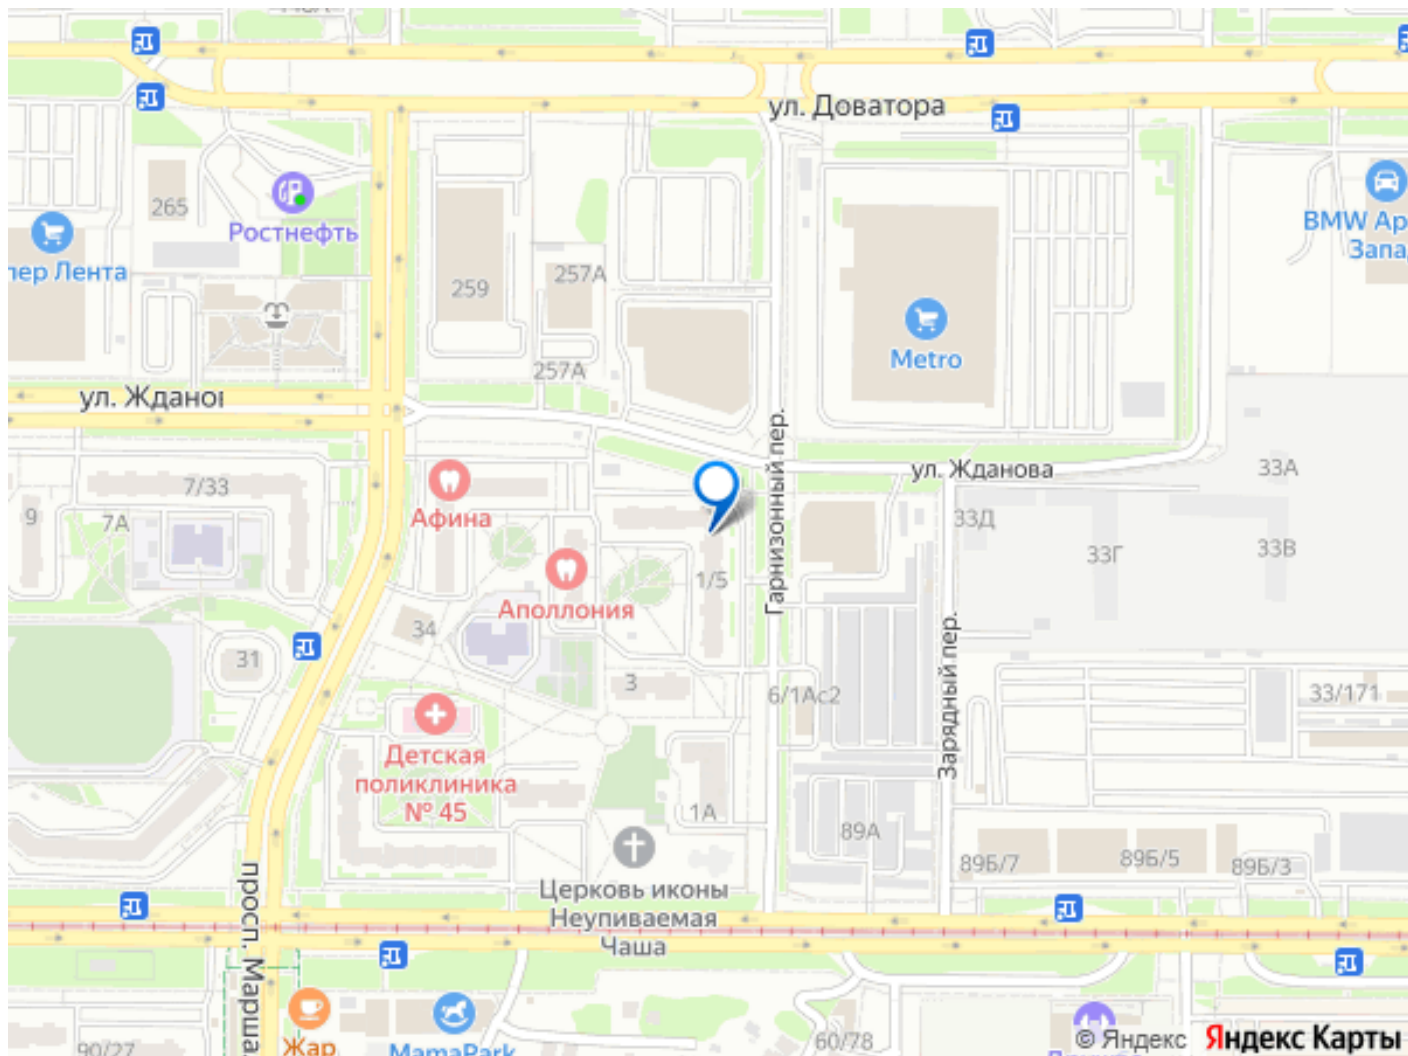 ул. Доватора
265
Ростнефть
пер Лента
BMW Ар
Запа
259
257А
257А
Metro
ул. Ждано
Гарнизонный пер.
ул. Жданова
7/33
9
7А
Афина
33А
33Д
33Г
33В
1/5
Аполлония
34
31
3
6/1Ас2
Зарядный пер.
33/171
Детская
поликлиника
№ 45
1А
89А
89Б/7
89Б/5
89Б/3
Церковь иконы
Неупиваемая
Чаша
просп. Марша
90/27
Жар
MamaPark
60/78
© Яндекс
Яндекс Карты